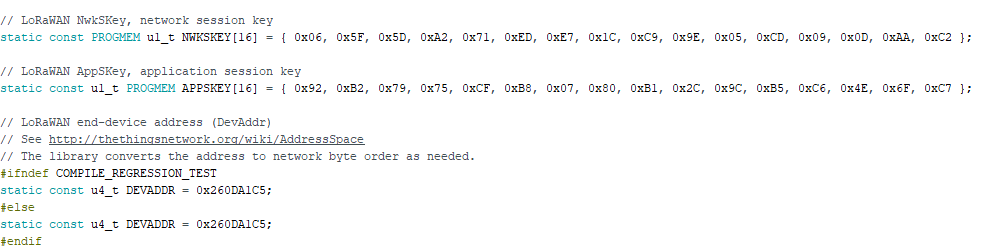 // LoRaWAN NwkSKey, network session key
static const PROGMEM u1_t NWKSKEY[16] = { 0x06, 0x5F, 0x5D, 0xA2, 0x71, 0xED, 0xE7, 0x1C, 0xC9, 0x9E, 0x05, 0xCD, 0x09, 0x0D, 0xAA, 0xC2 };
// LoRaWAN AppSKey, application session key
static const u1_t PROGMEM APPSKEY[16] = { 0x92, 0xB2, 0x79, 0x75, 0xCF, 0xB8, 0x07, 0x80, 0xB1, 0x2C, 0x9C, 0xB5, 0xC6, 0x4E, 0x6F, 0xC7 };
// LoRaWAN end-device address (DevAddr)
// See http://thethingsnetwork.org/wiki/AddressSpace
// The library converts the address to network byte order as needed.
#ifndef COMPILE_REGRESSION_TEST
static const u4_t DEVADDR = 0x260DA1C5;
#else
static const u4_t DEVADDR = 0x260DA1C5;
#endif